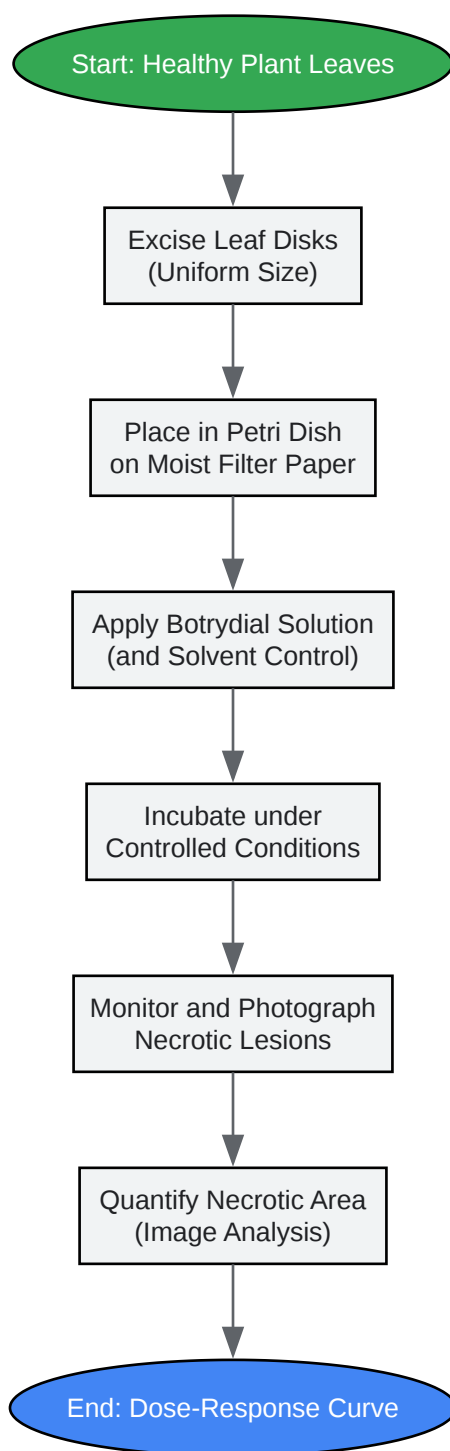 Start: Healthy Plant Leaves
Excise Leaf Disks
(Uniform Size)
Place in Petri Dish
on Moist Filter Paper
Apply Botrydial Solution
(and Solvent Control)
Incubate under
Controlled Conditions
Monitor and Photograph
Necrotic Lesions
Quantify Necrotic Area
(Image Analysis)
End: Dose-Response Curve